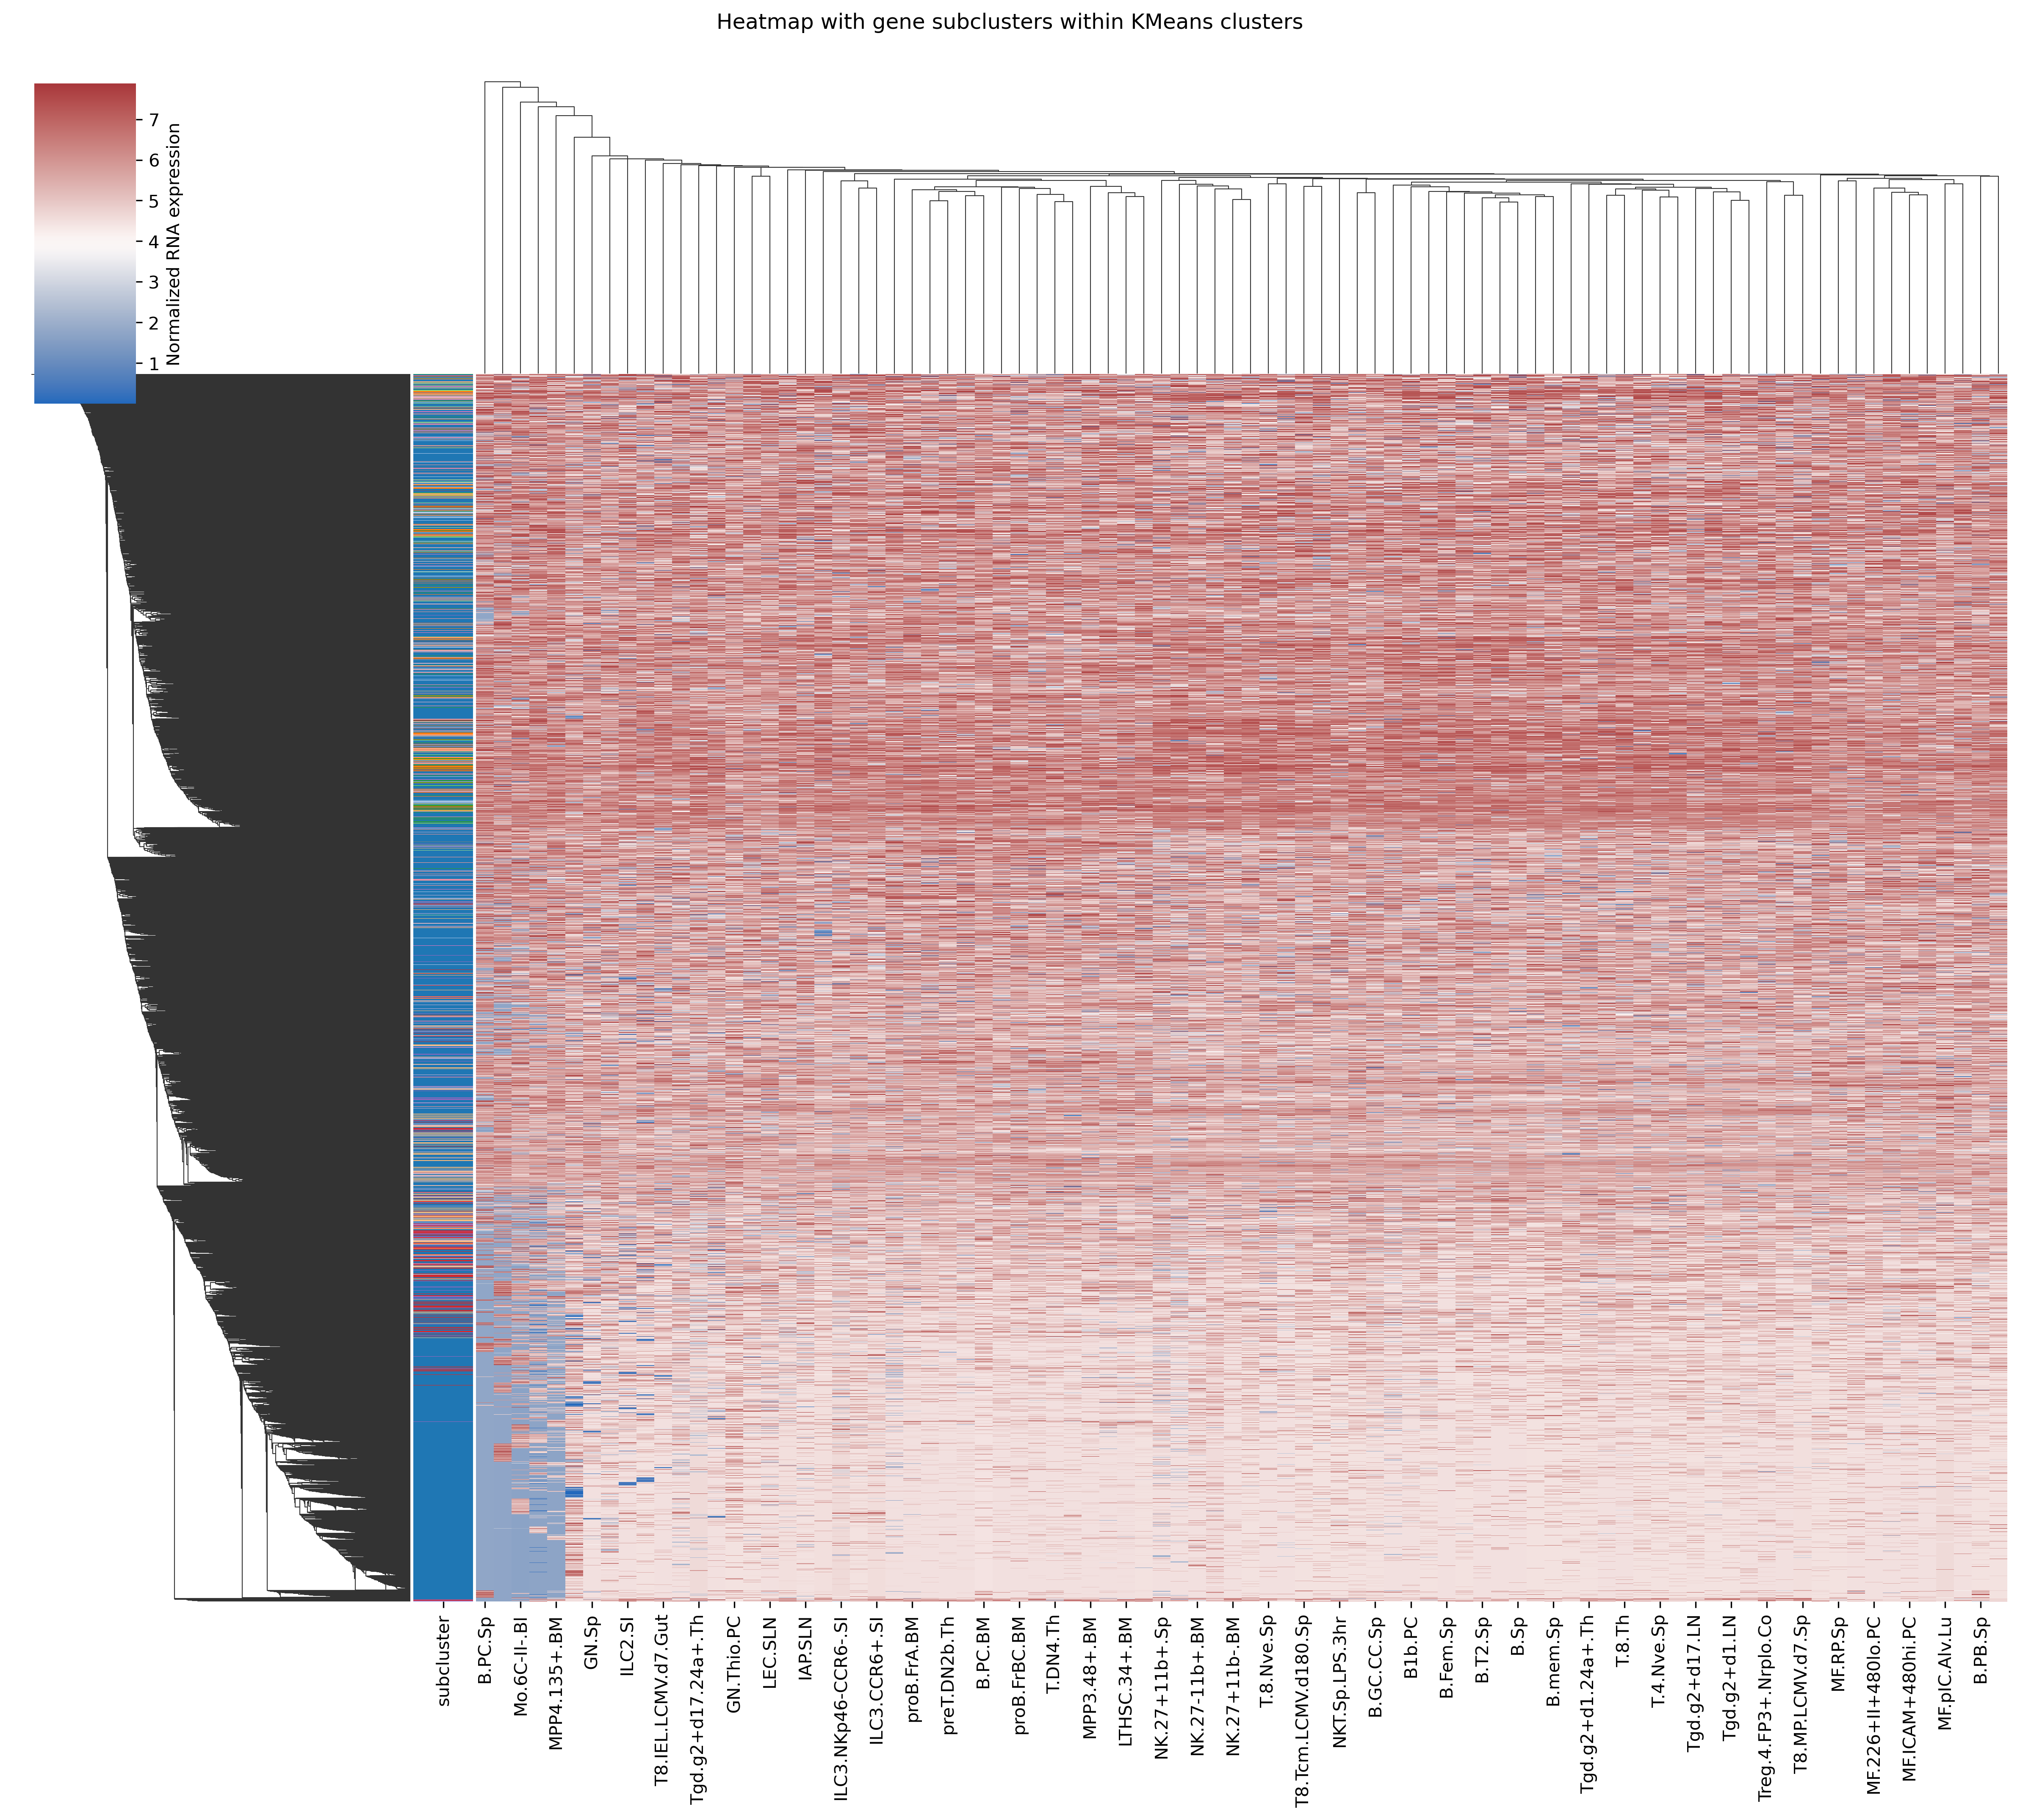 Heatmap with gene subclusters within KMeans clusters
7
6
5
4
3
2
1
Normalized RNA expression
subcluster
B.PC.Sp
Mo.6C-II-.Bl
MPP4.135+.BM
GN.Sp
ILC2.SI
T8.IEL.LCMV.d7.Gut
Tgd.g2+d17.24a+.Th
GN.Thio.PC
LEC.SLN
IAP.SLN
ILC3.NKp46-CCR6-.SI
ILC3.CCR6+.SI
proB.FrA.BM
preT.DN2b.Th
B.PC.BM
proB.FrBC.BM
T.DN4.Th
MPP3.48+.BM
LTHSC.34+.BM
NK.27+11b+.Sp
NK.27-11b+.BM
NK.27+11b-.BM
T.8.Nve.Sp
T8.Tcm.LCMV.d180.Sp
NKT.Sp.LPS.3hr
B.GC.CC.Sp
B1b.PC
B.Fem.Sp
B.T2.Sp
B.Sp
B.mem.Sp
Tgd.g2+d1.24a+.Th
T.8.Th
T.4.Nve.Sp
Tgd.g2+d17.LN
Tgd.g2+d1.LN
Treg.4.FP3+.Nrplo.Co
T8.MP.LCMV.d7.Sp
MF.RP.Sp
MF.226+II+480lo.PC
MF.ICAM+480hi.PC
MF.pIC.Alv.Lu
B.PB.Sp